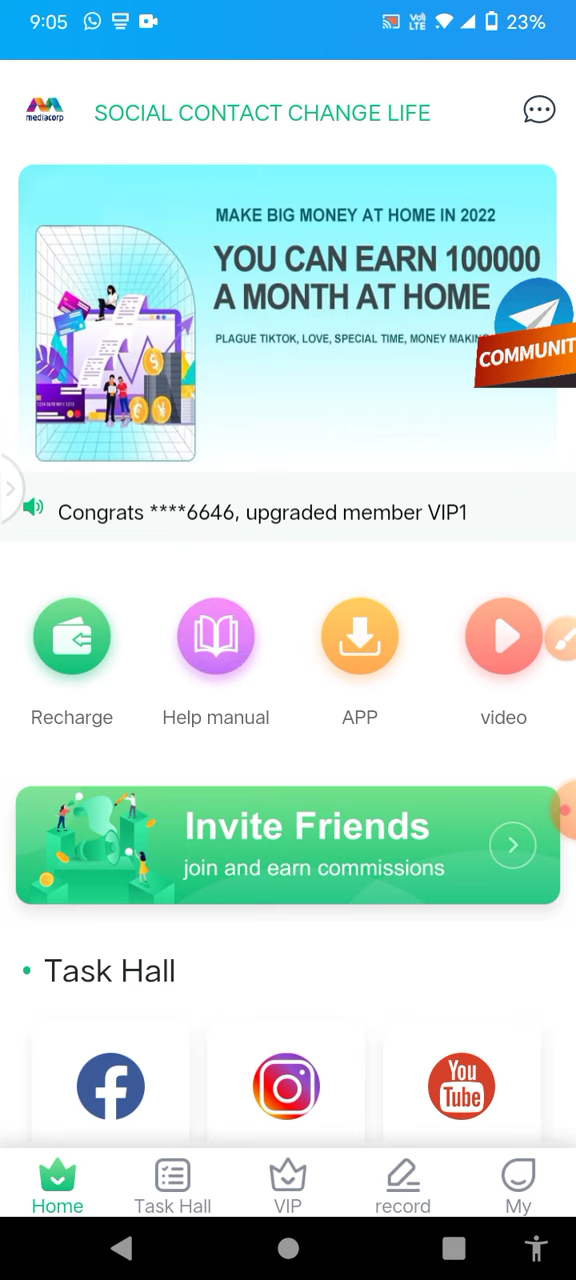 9:05
Vo) LTE
23%
mediacorp
SOCIAL CONTACT CHANGE LIFE
MAKE BIG MONEY AT HOME IN 2022
YOU CAN EARN 100000
A MONTH AT HOME
PLAGUE TIKTOK, LOVE, SPECIAL TIME, MONEY MAKIN
COMMUNIT
Congrats ****6646, upgraded member VIP1
Recharge
Help manual
APP
video
Invite Friends
join and earn commissions
• Task Hall
You
Tube
Home
Task Hall
VIP
record
My